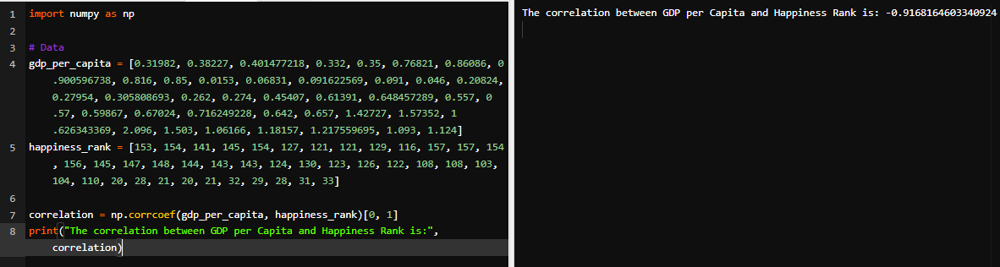 1 import numpy as np
2
3 # Data
4 gdp_per_capita = [0.31982, 0.38227, 0.401477218, 0.332, 0.35, 0.76821, 0.86086, 0
.900596738, 0.816, 0.85, 0.0153, 0.06831, 0.091622569, 0.091, 0.046, 0.20824,
0.27954, 0.305808693, 0.262, 0.274, 0.45407, 0.61391, 0.648457289, 0.557, 0
.57, 0.59867, 0.67024, 0.716249228, 0.642, 0.657, 1.42727, 1.57352, 1
.626343369, 2.096, 1.503, 1.06166, 1.18157, 1.217559695, 1.093, 1.124]
5 happiness_rank = [153, 154, 141, 145, 154, 127, 121, 121, 129, 116, 157, 157, 154
, 156, 145, 147, 148, 144, 143, 143, 124, 130, 123, 126, 122, 108, 108, 103,
104, 110, 20, 28, 21, 20, 21, 32, 29, 28, 31, 33]
6
7 correlation = np.corrcoef(gdp_per_capita, happiness_rank)[0, 1]
8 print("The correlation between GDP per Capita and Happiness Rank is:",
correlation)
The correlation between GDP per Capita and Happiness Rank is: -0.9168164603340924